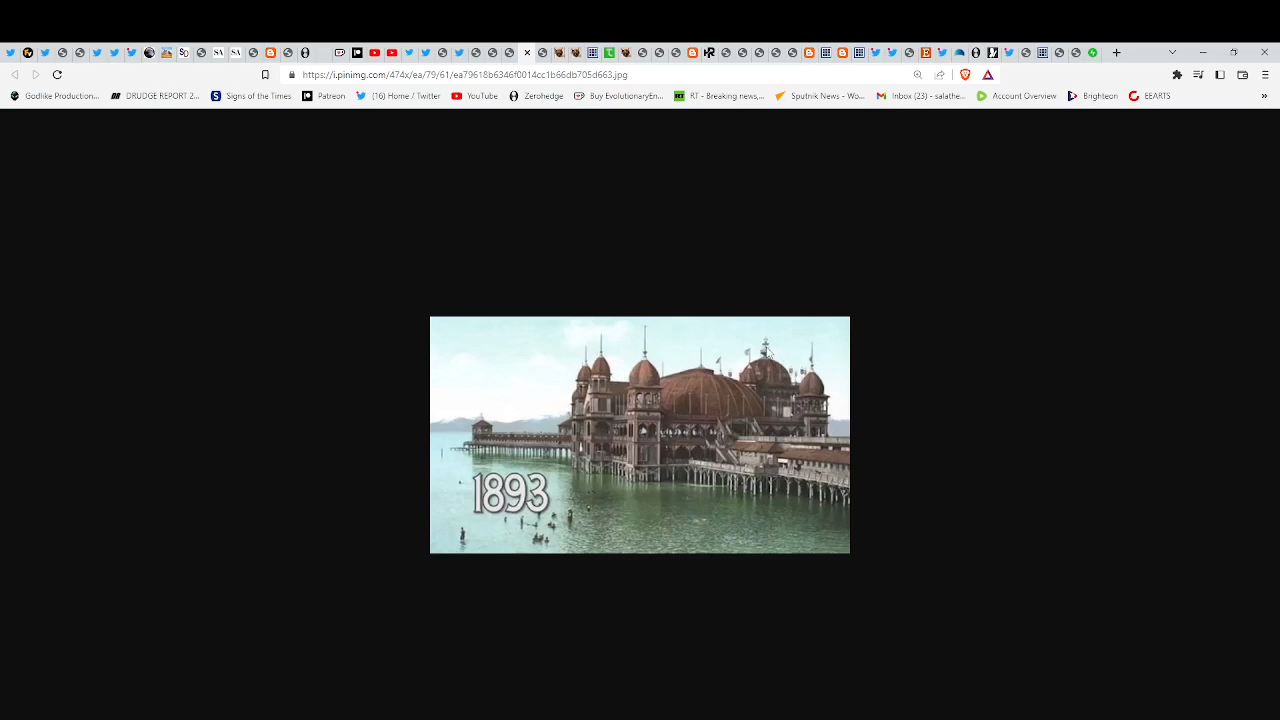 https://i.pinimg.com/474x/ea/79/61/ea79618b6346f0014cc1b66db705d663.jpg
Godlike Production...
DRUDGE REPORT 2...
Signs of the Times
Patreon
(16) Home / Twitter
YouTube
Zerohedge
Buy EvolutionaryEn...
RT - Breaking news,...
Sputnik News - Wo...
Inbox (23) - salathe...
Account Overview
Brighteon
EEARTS
»
1893